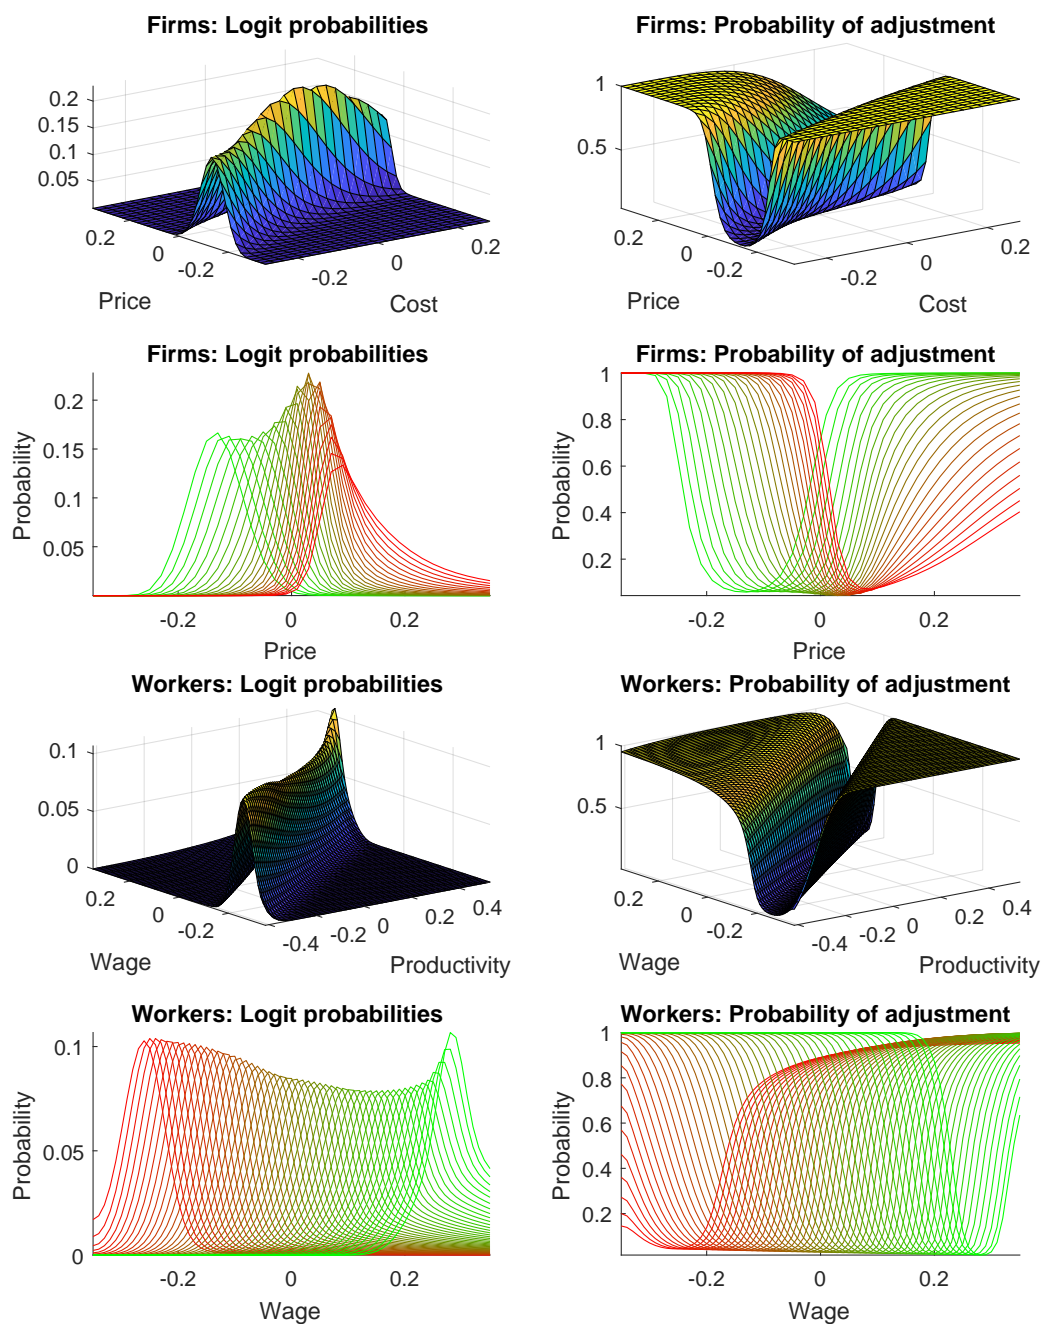 Firms: Logit probabilities
0.2
0.15
0.1
0.05
0.2
0
-0.2
Price
-0.2
0
0.2
Cost
Firms: Probability of adjustment
1
0.5
0.2
0
-0.2
Price
-0.2
0
0.2
Cost
Firms: Logit probabilities
Probability
0.2
0.15
0.1
0.05
-0.2 0 0.2
Price
Firms: Probability of adjustment
Probability
1
0.8
0.6
0.4
0.2
-0.2 0 0.2
Price
Workers: Logit probabilities
0.1
0.05
0
0.2
0
-0.2
Wage
-0.4
-0.2
0
0.2
0.4
Productivity
Workers: Probability of adjustment
1
0.5
0.2
0
-0.2
Wage
-0.4
-0.2
0
0.2
0.4
Productivity
Workers: Logit probabilities
Probability
0.1
0.05
0
-0.2 0 0.2
Wage
Workers: Probability of adjustment
Probability
1
0.8
0.6
0.4
0.2
-0.2 0 0.2
Wage